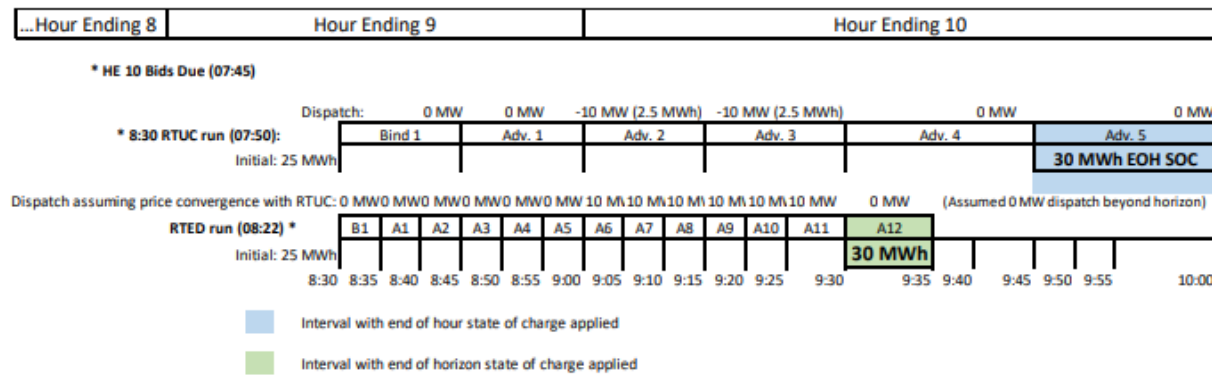 ...Hour Ending 8 Hour Ending 9 Hour Ending 10
* HE 10 Bids Due (07:45)
Dispatch: 0 MW 0 MW -10 MW (2.5 MWh) -10 MW (2.5 MWh) 0 MW 0 MW
* 8:30 RTUC run (07:50): Bind 1 Adv. 1 Adv. 2 Adv. 3 Adv. 4 Adv. 5
Initial: 25 MWh 30 MWh EOH SOC
Dispatch assuming price convergence with RTUC: 0 MW 0 MW 0 MW 0 MW 0 MW 0 MW 10 M\ 10 M\ 10 M\ 10 M\ 10 M\ 10 MW 0 MW (Assumed 0 MW dispatch beyond horizon)
RTED run (08:22) * B1 A1 A2 A3 A4 A5 A6 A7 A8 A9 A10 A11 A12
Initial: 25 MWh 30 MWh
8:30 8:35 8:40 8:45 8:50 8:55 9:00 9:05 9:10 9:15 9:20 9:25 9:30 9:35 9:40 9:45 9:50 9:55 10:00
Interval with end of hour state of charge applied
Interval with end of horizon state of charge applied